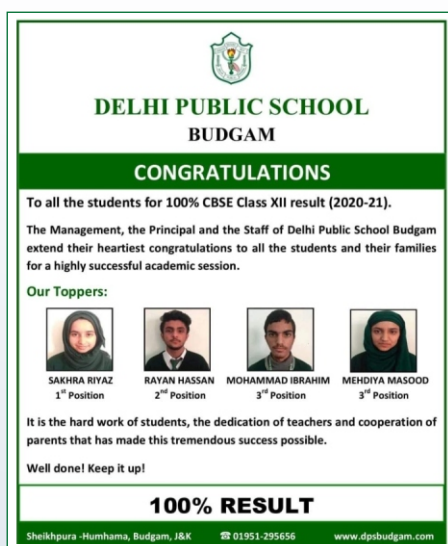 DELHI PUBLIC SCHOOL
BUDGAM
CONGRATULATIONS
To all the students for 100% CBSE Class XII result (2020-21).
The Management, the Principal and the Staff of Delhi Public School Budgam
extend their heartiest congratulations to all the students and their families
for a highly successful academic session.
Our Toppers:
SAKHRA RIYAZ RAYAN HASSAN MOHAMMAD IBRAHIM MEHDIYA MASOOD
1st Position 2nd Position 3rd Position 3rd Position
It is the hard work of students, the dedication of teachers and cooperation of
parents that has made this tremendous success possible.
Well done! Keep it up!
100% RESULT
Sheikhpura -Humhama, Budgam, J&K ☎ 01951-295656 www.dpsbudgam.com